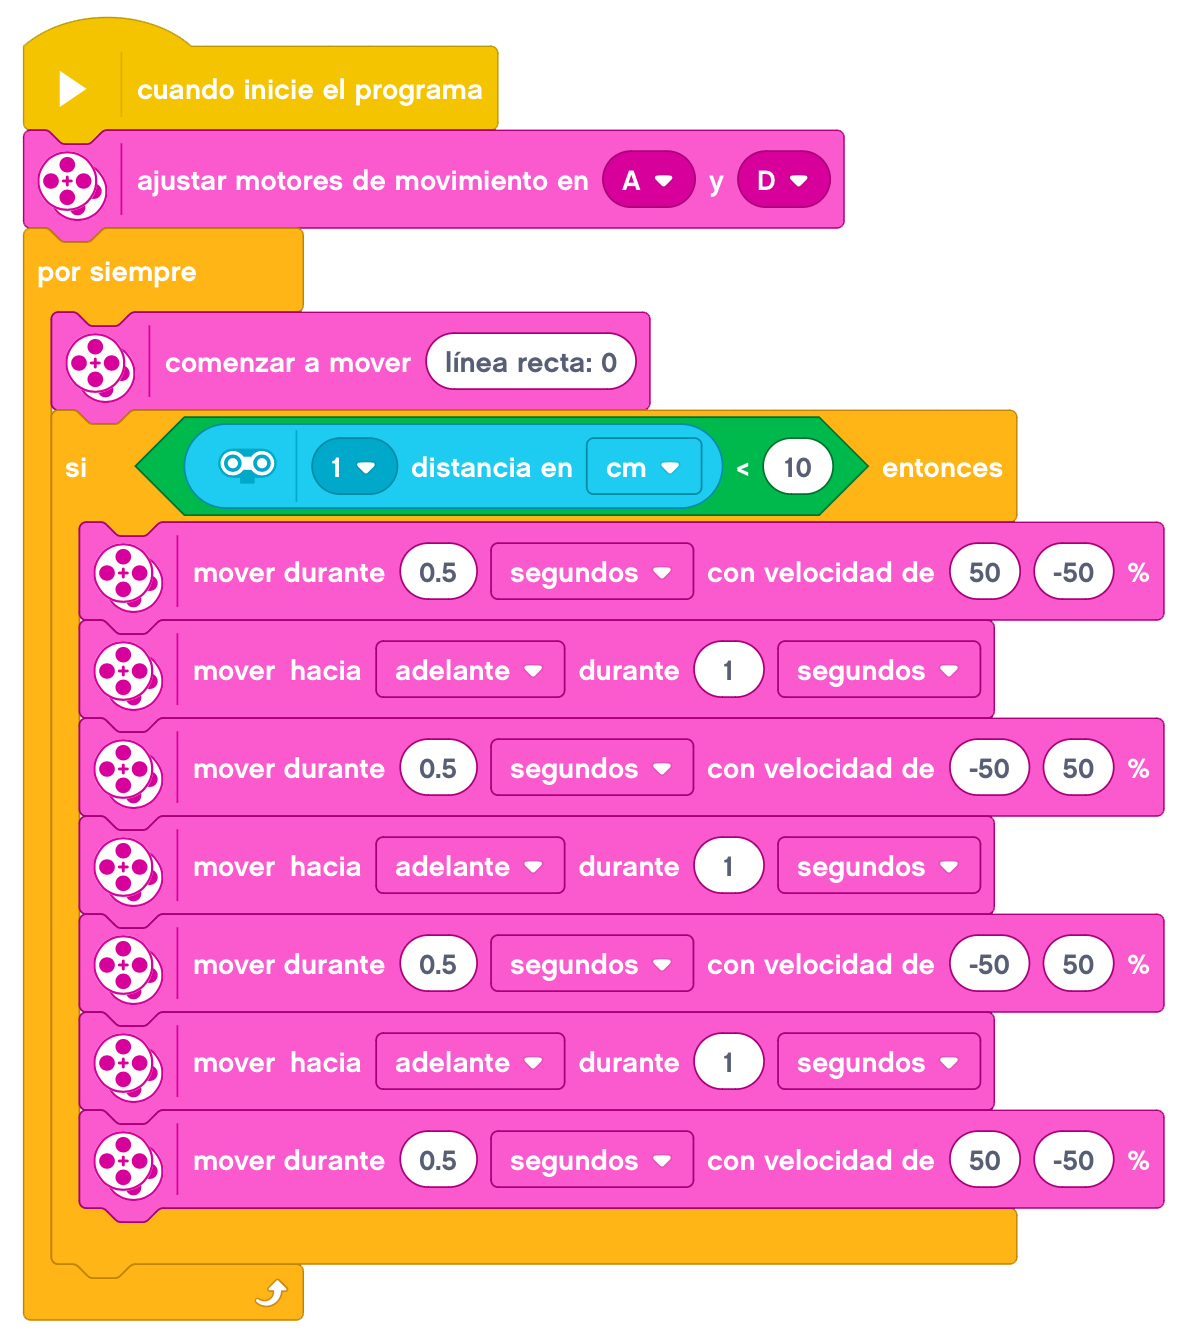 cuando inicie el programa
ajustar motores de movimiento en A y D
por siempre
comenzar a mover línea recta: 0
si 1 distancia en cm < 10 entonces
mover durante 0.5 segundos con velocidad de 50 -50 %
mover hacia adelante durante 1 segundos
mover durante 0.5 segundos con velocidad de -50 50 %
mover hacia adelante durante 1 segundos
mover durante 0.5 segundos con velocidad de -50 50 %
mover hacia adelante durante 1 segundos
mover durante 0.5 segundos con velocidad de 50 -50 %